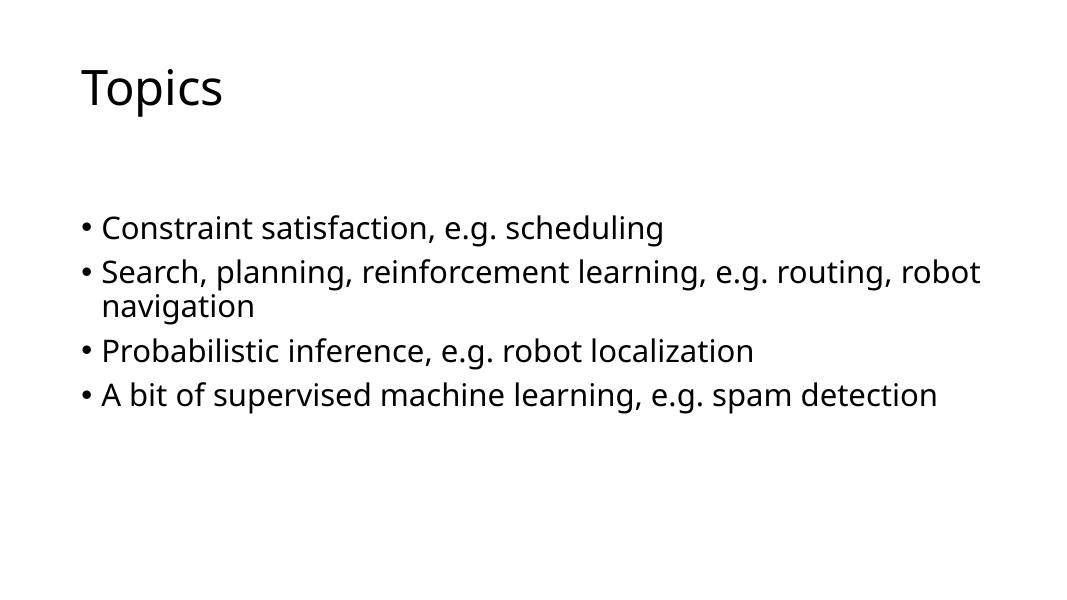 Topics
• Constraint satisfaction, e.g. scheduling
• Search, planning, reinforcement learning, e.g. routing, robot
navigation
• Probabilistic inference, e.g. robot localization
• A bit of supervised machine learning, e.g. spam detection